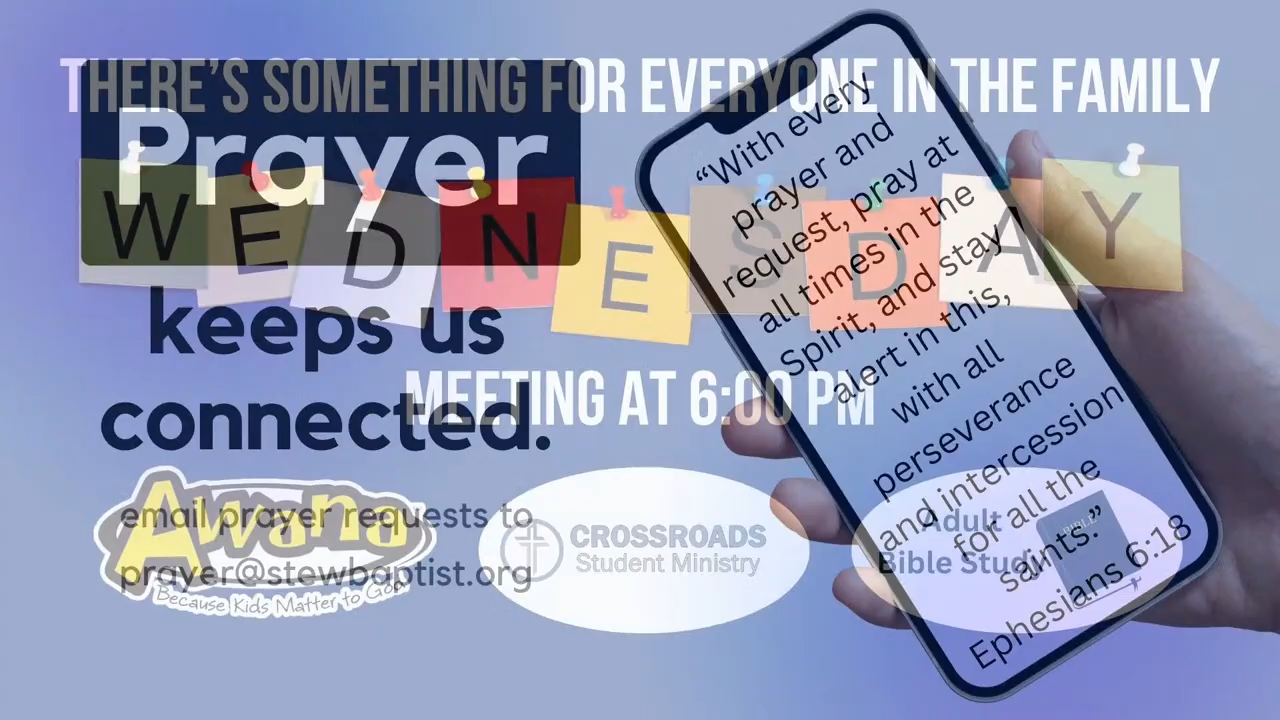 THERE'S SOMETHING FOR EVERYONE IN THE FAMILY
WEDNESDAY
MEETING AT 6:00 PM
Awana
Because Kids Matter to God
CROSSROADS
Student Ministry
Adult
Bible Study
BIBLE
Prayer
keeps us
connected.
email prayer requests to
prayer@stewbaptist.org
“With every
prayer and
request, pray at
all times in the
Spirit, and stay
alert in this,
with all
perseverance
and intercession
for all the
saints.”
Ephesians 6:18